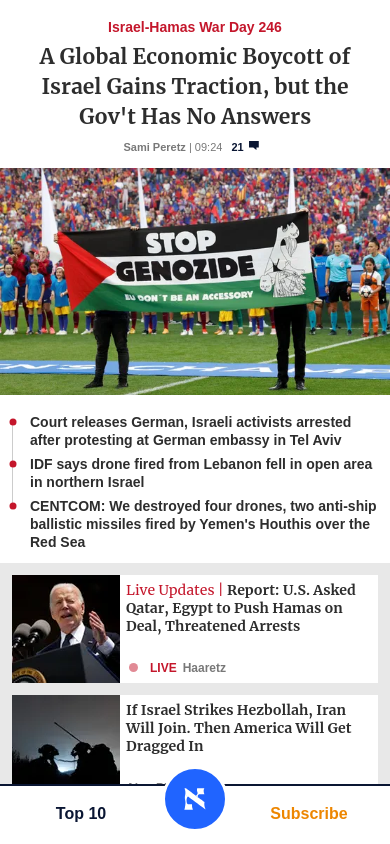 Israel-Hamas War Day 246
A Global Economic Boycott of
Israel Gains Traction, but the
Gov't Has No Answers
Sami Peretz | 09:24 21
STOP
GENOZIDE
EU DON´T BE AN ACCESSORY
Court releases German, Israeli activists arrested
after protesting at German embassy in Tel Aviv
IDF says drone fired from Lebanon fell in open area
in northern Israel
CENTCOM: We destroyed four drones, two anti-ship
ballistic missiles fired by Yemen's Houthis over the
Red Sea
Live Updates | Report: U.S. Asked
Qatar, Egypt to Push Hamas on
Deal, Threatened Arrests
LIVE Haaretz
If Israel Strikes Hezbollah, Iran
Will Join. Then America Will Get
Dragged In
Top 10
Subscribe